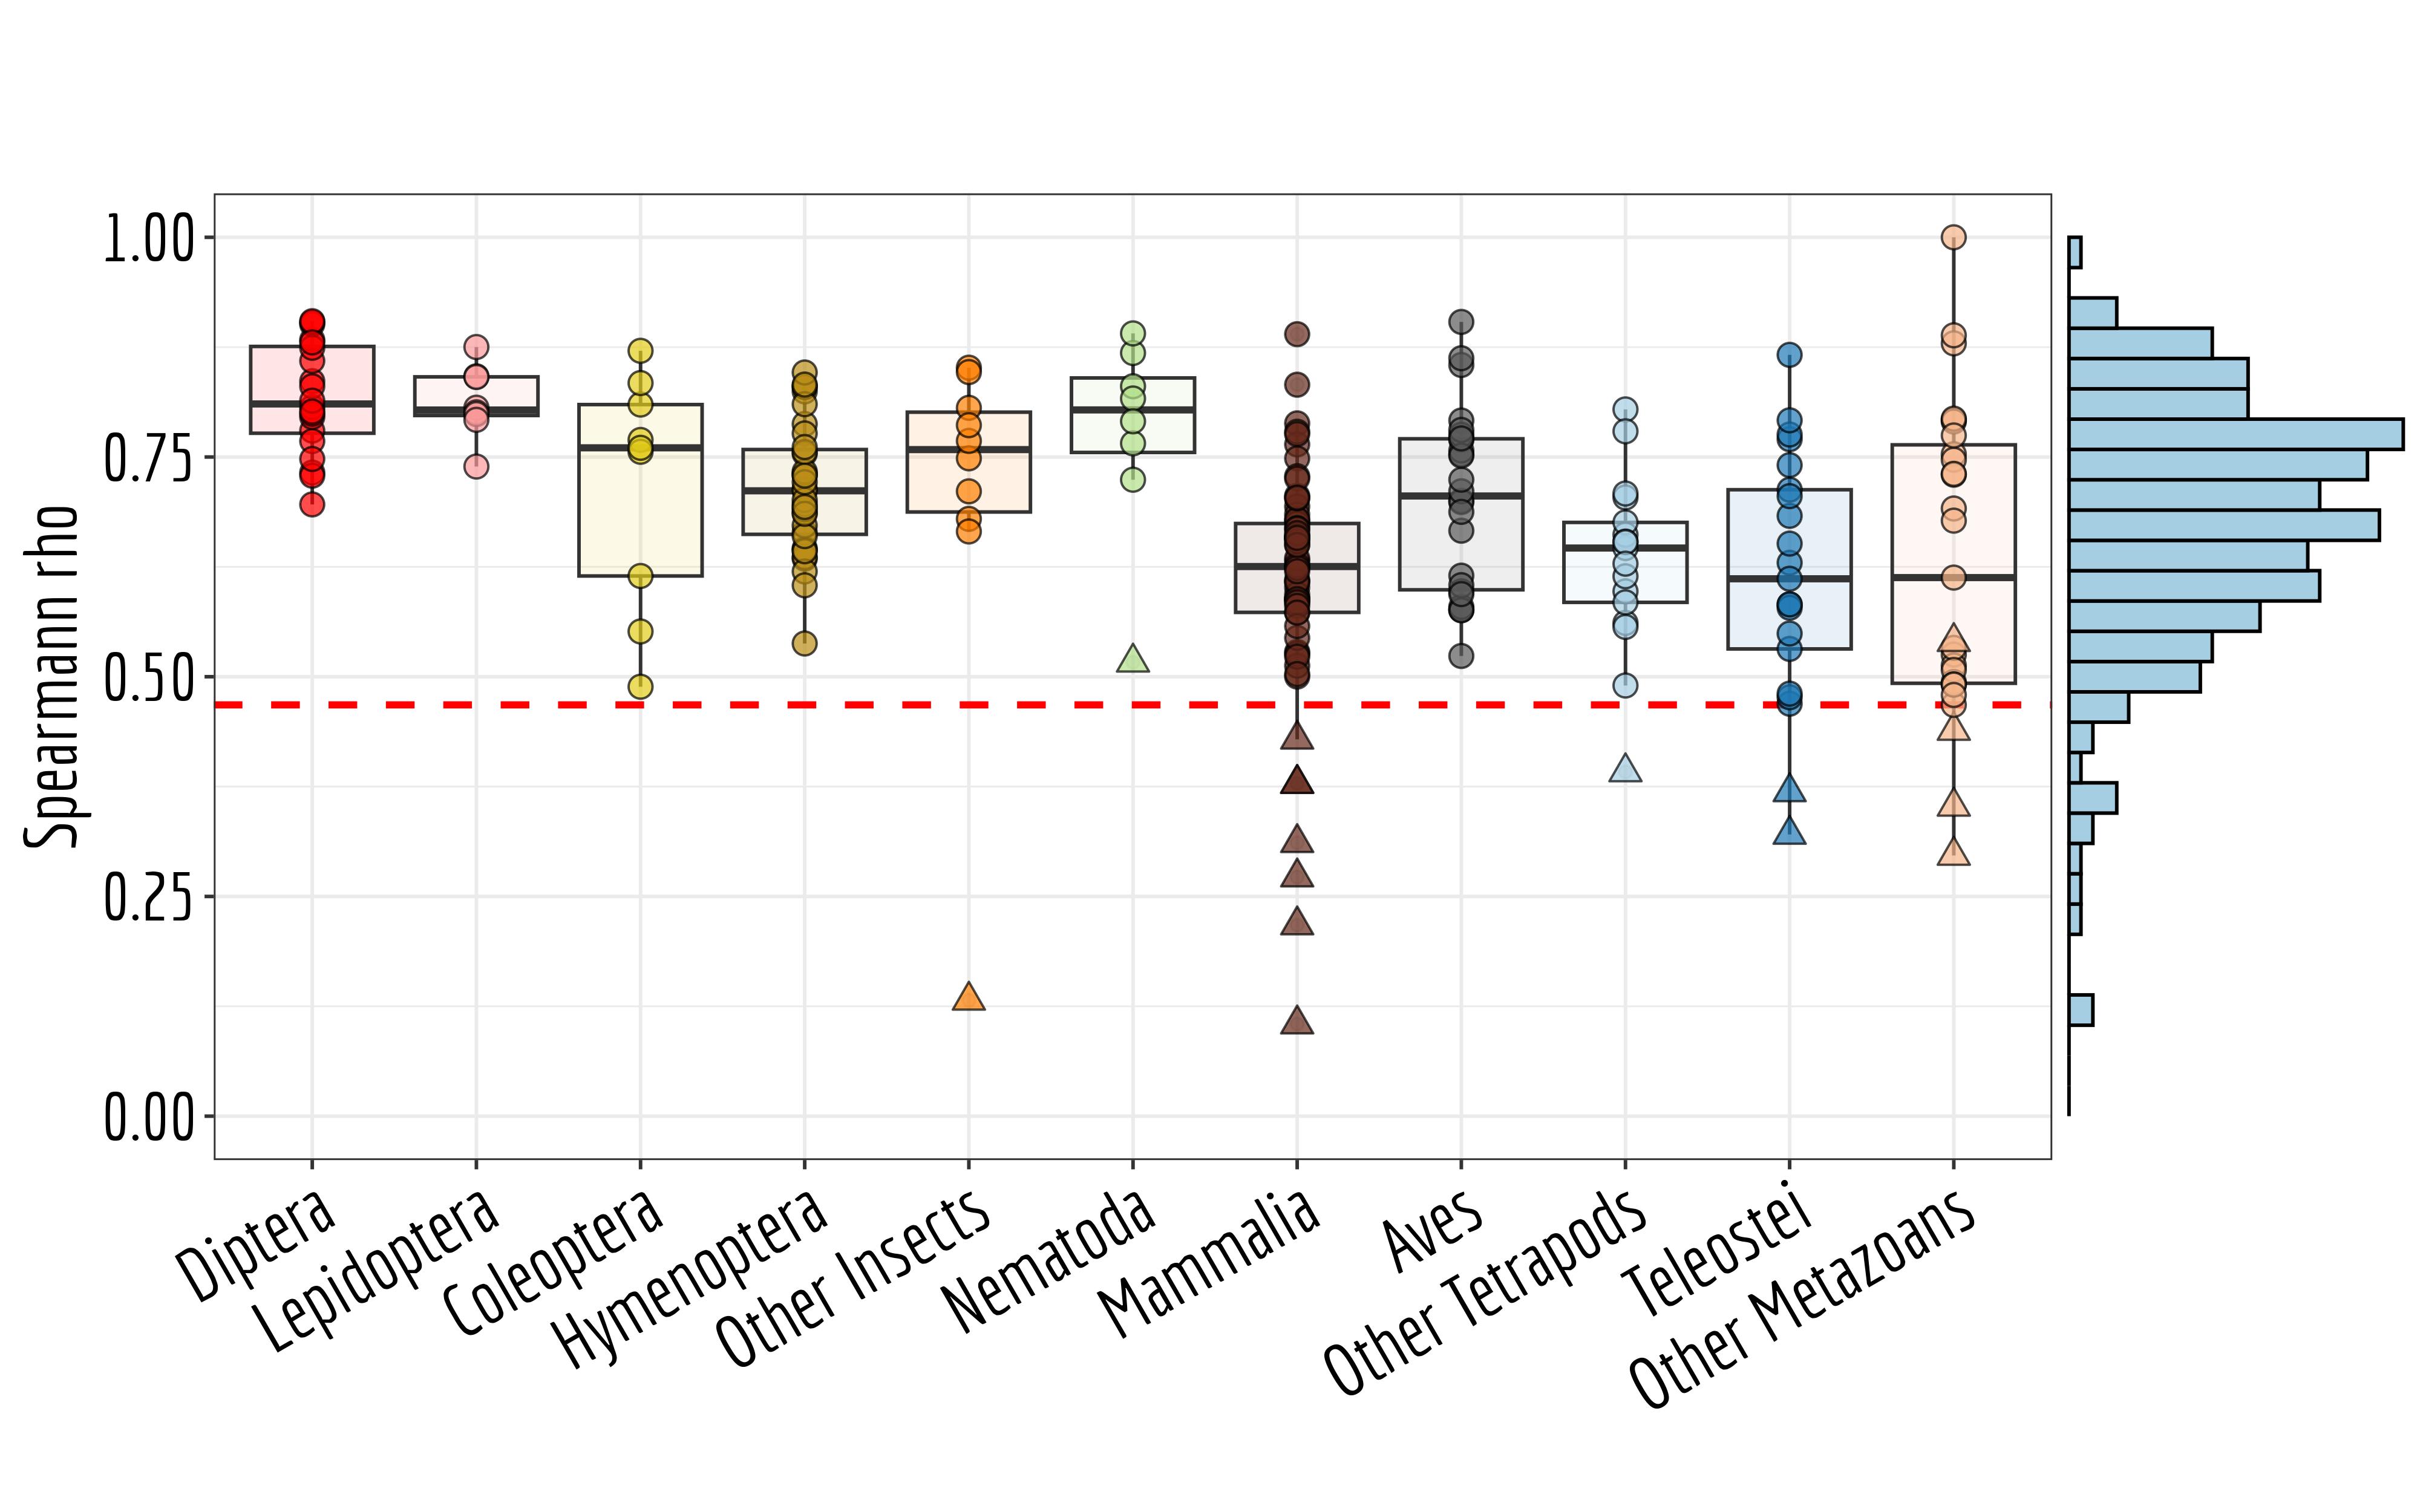 Spearmann rho
1.00
0.75
0.50
0.25
0.00
Diptera
Lepidoptera
Coleoptera
Hymenoptera
Other Insects
Nematoda
Mammalia
Aves
Other Tetrapods
Teleostei
Other Metazoans